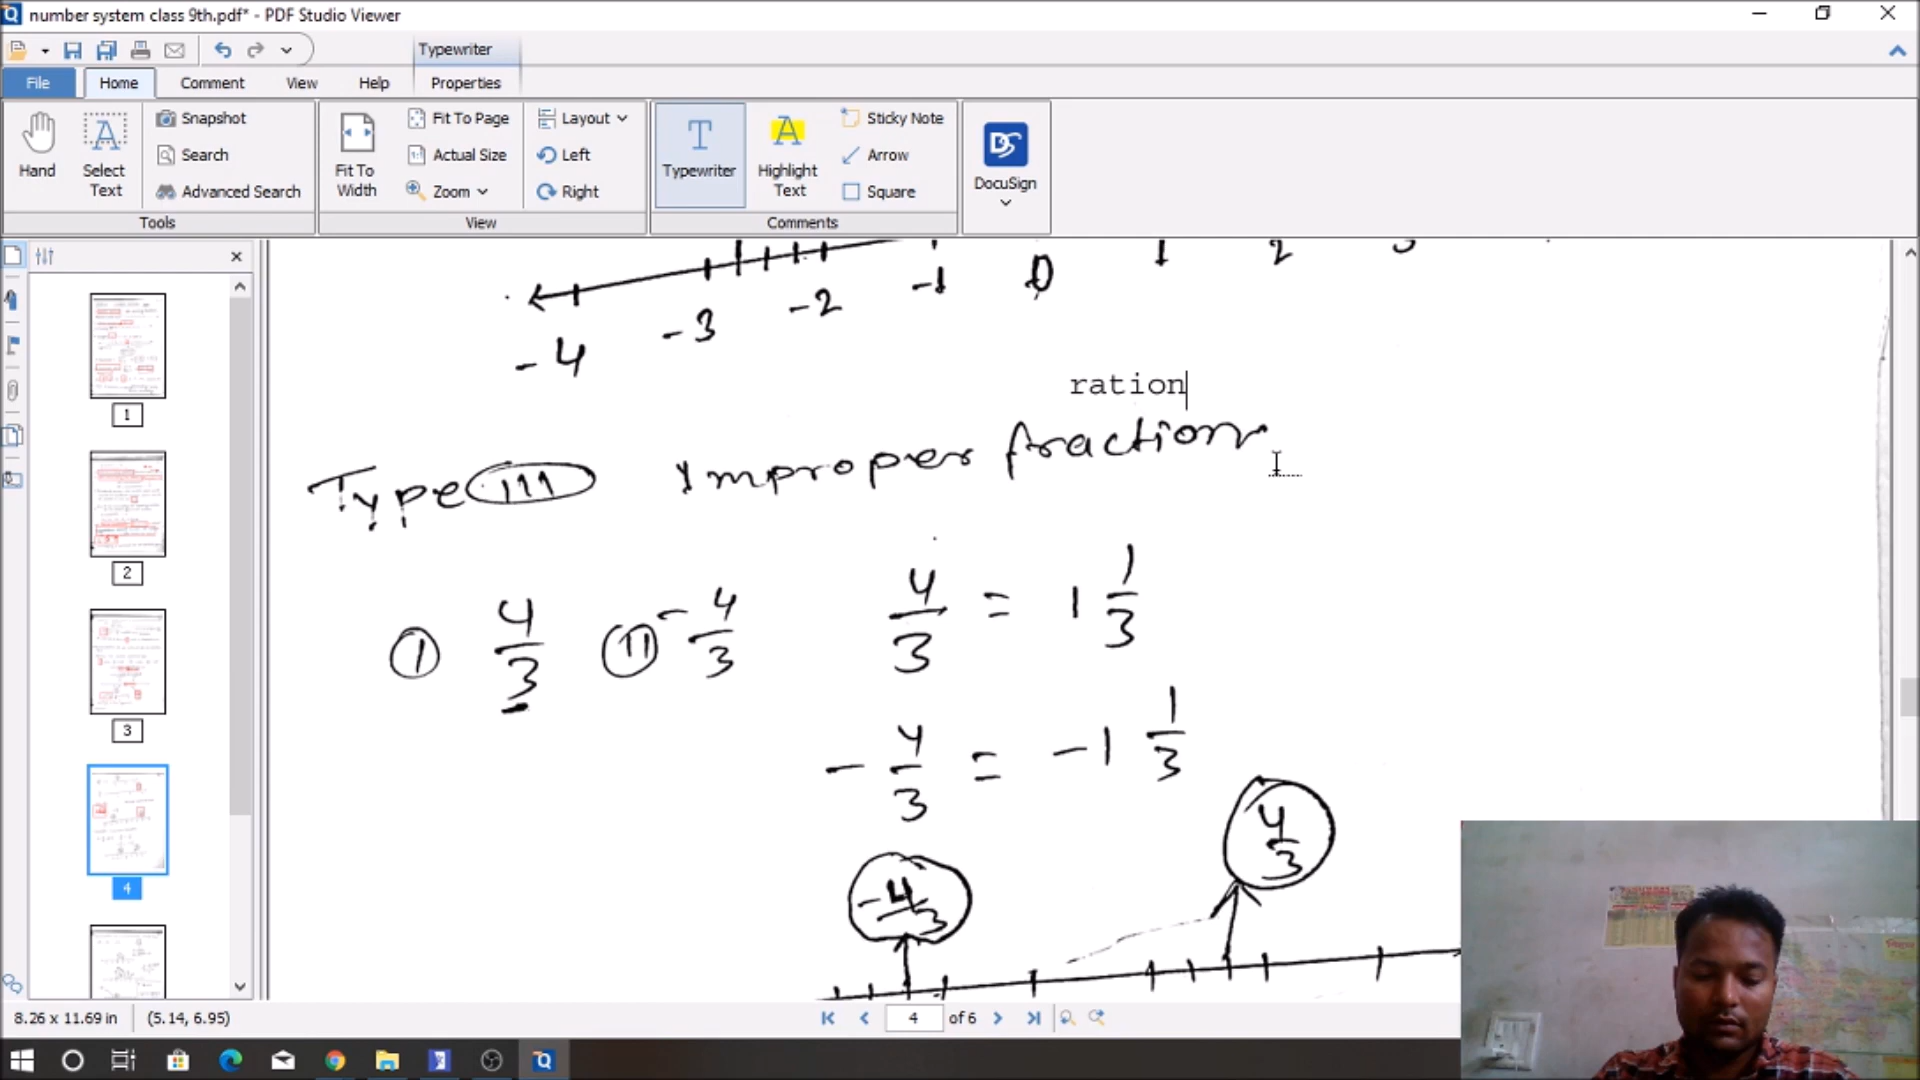 number system class 9th.pdf* - PDF Studio Viewer
Typewriter
File Home Comment View Help Properties
Hand
Select Text
Snapshot
Search
Advanced Search
Tools
Fit To Width
Fit To Page
Actual Size
Zoom
Layout
Left
Right
View
Typewriter
Highlight Text
Sticky Note
Arrow
Square
Comments
DocuSign
1
2
3
4
-4 -3 -2 -1 0 1 2
ration
Type III Improper fraction
I 4/3 II -4/3 4/3 = 1 1/3
-4/3 = -1 1/3
-4/3 4/3
8.26 x 11.69 in (5.14, 6.95) 4 of 6